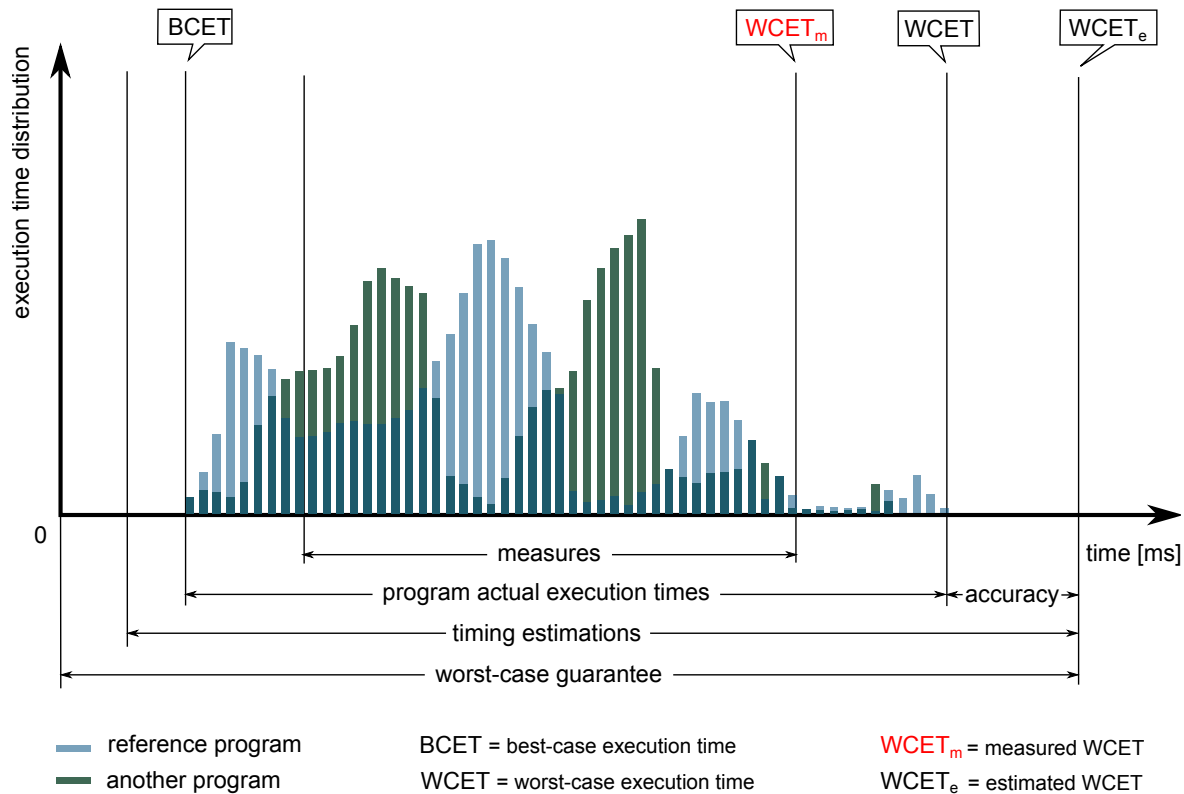 BCET
WCETm
WCET
WCETe
execution time distribution
0
time [ms]
measures
program actual execution times
accuracy
timing estimations
worst-case guarantee
reference program
another program
BCET = best-case execution time
WCET = worst-case execution time
WCETm = measured WCET
WCETe = estimated WCET